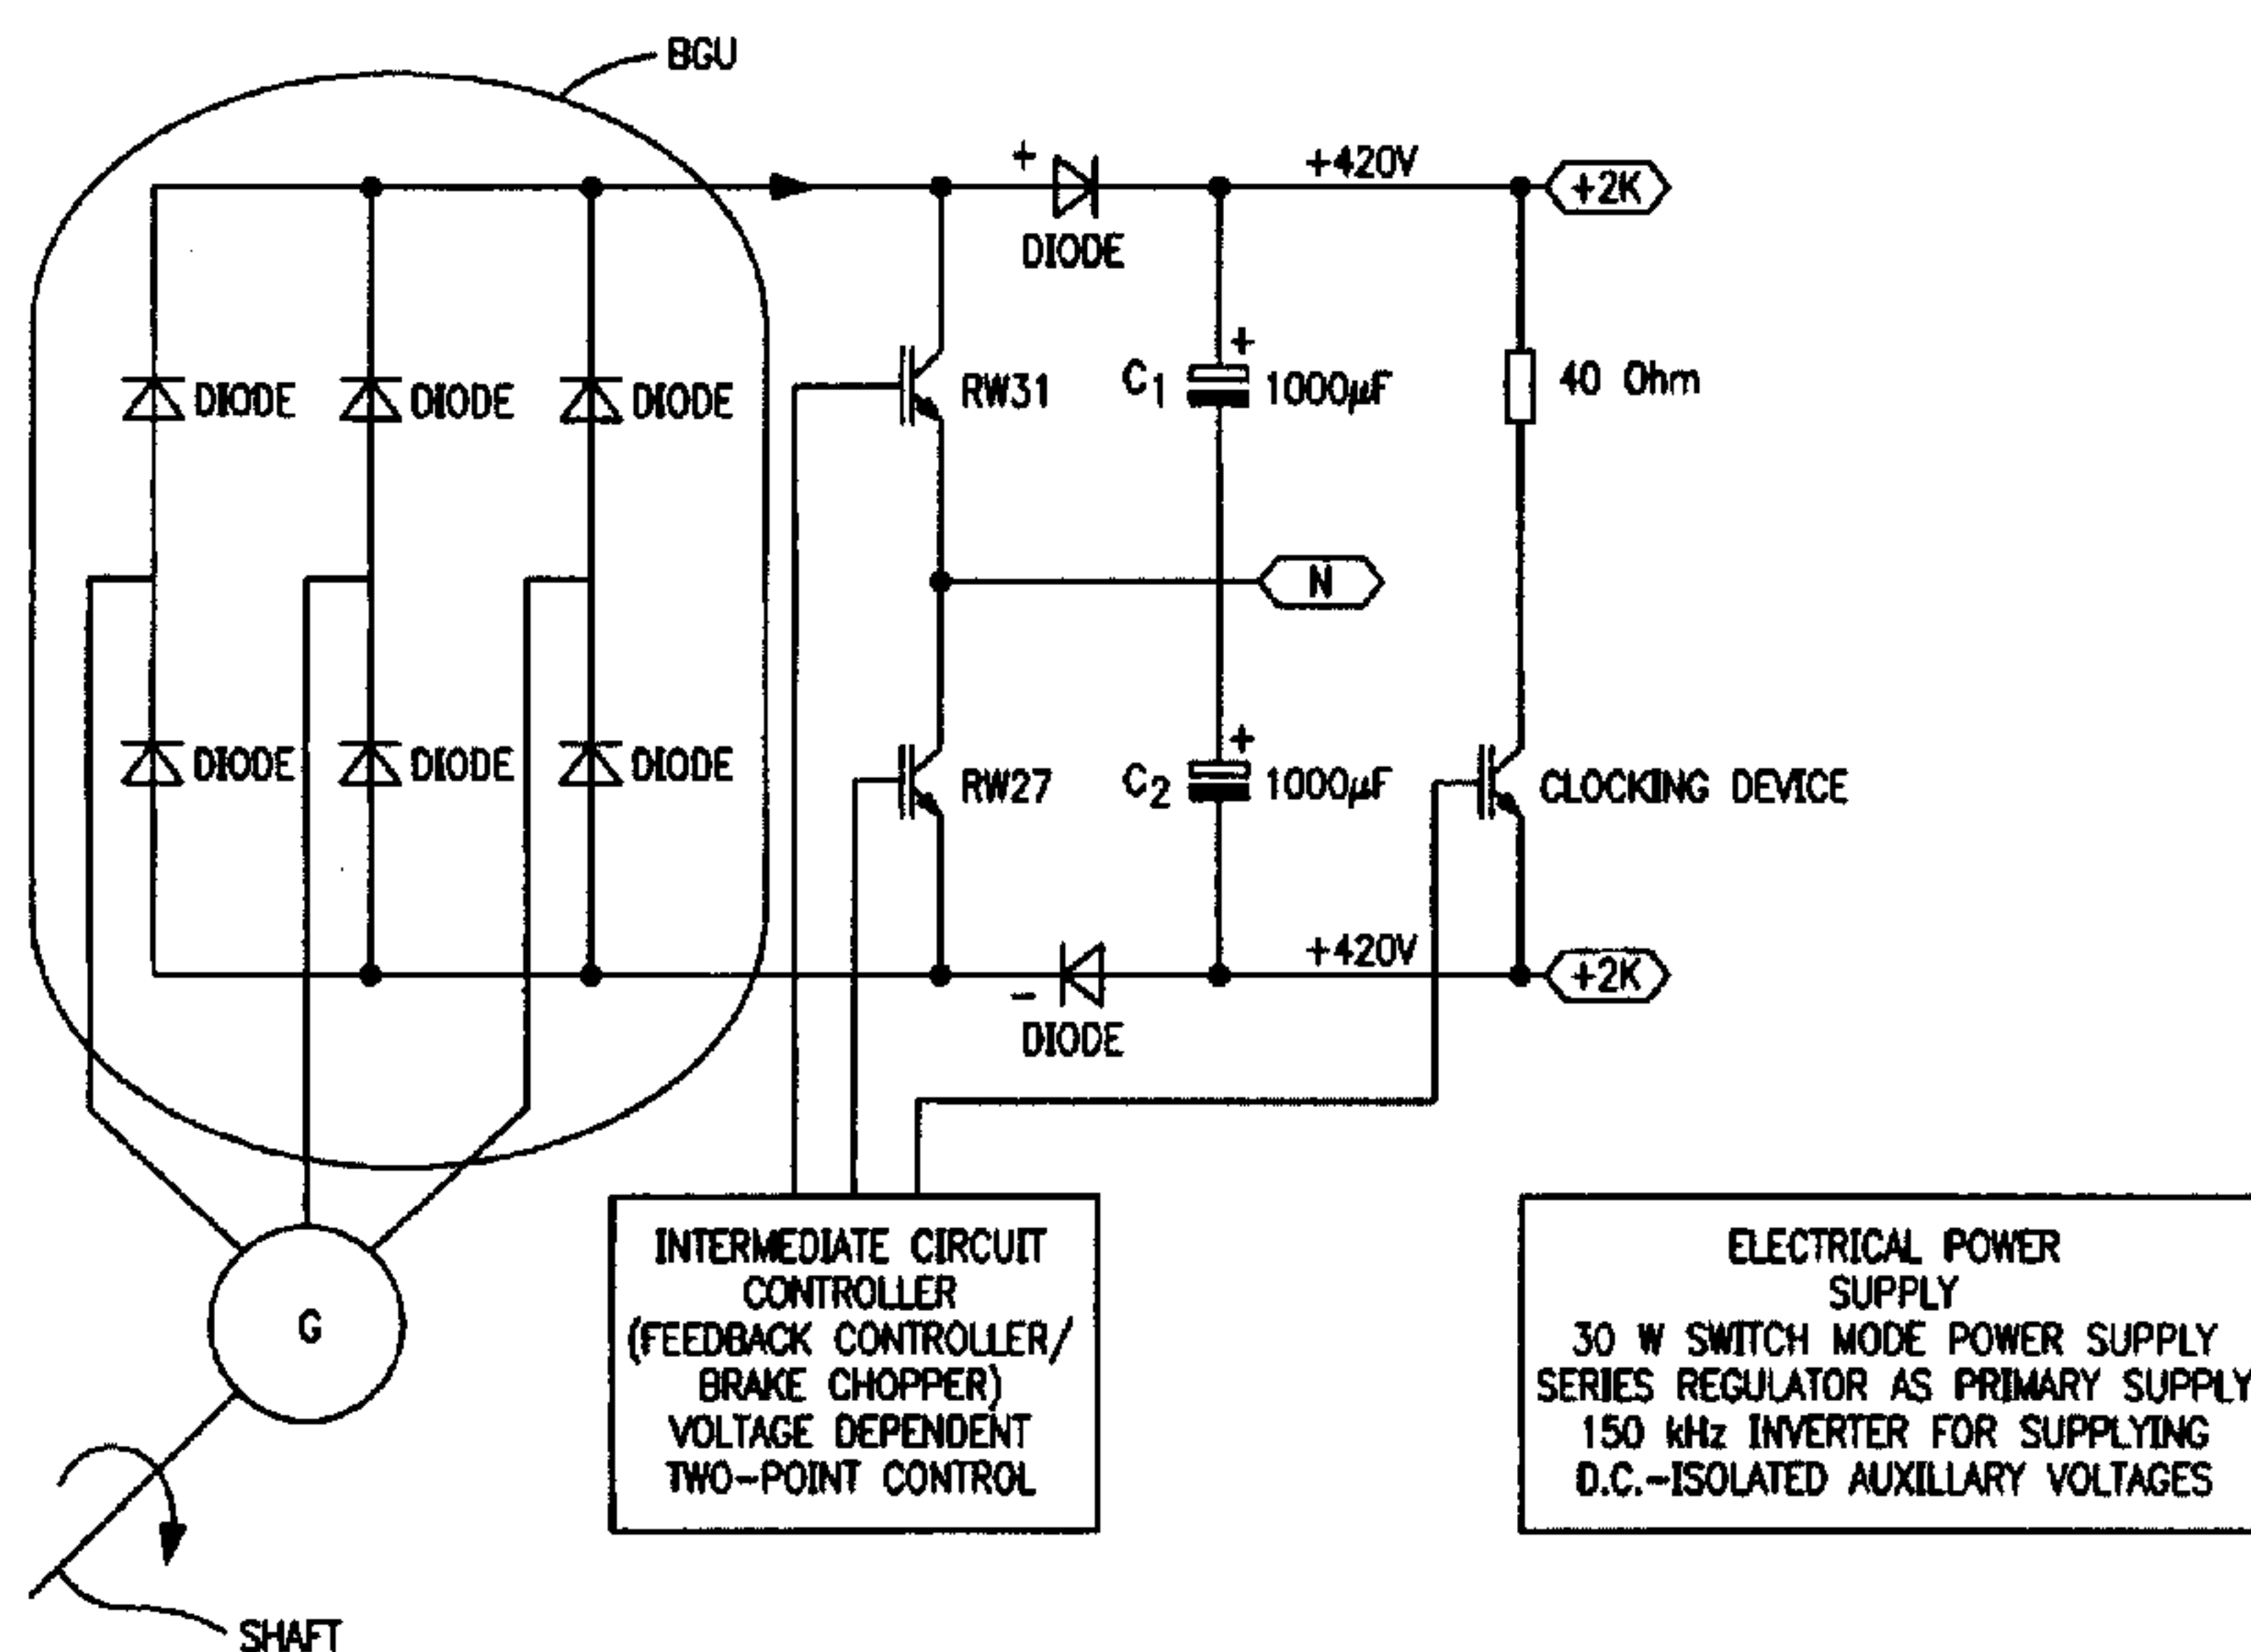 BGU
+
+420V
+2K
DIODE
+
DIODE
DIODE
DIODE
RW31
C1
1000µF
40 Ohm
N
+
DIODE
DIODE
DIODE
RW27
C2
1000µF
CLOCKING DEVICE
+420V
+2K
-
DIODE
INTERMEDIATE CIRCUIT
CONTROLLER
(FEEDBACK CONTROLLER/
BRAKE CHOPPER)
VOLTAGE DEPENDENT
TWO-POINT CONTROL
ELECTRICAL POWER
SUPPLY
30 W SWITCH MODE POWER SUPPLY
SERIES REGULATOR AS PRIMARY SUPPLY
150 kHz INVERTER FOR SUPPLYING
D.C.-ISOLATED AUXILLARY VOLTAGES
G
SHAFT